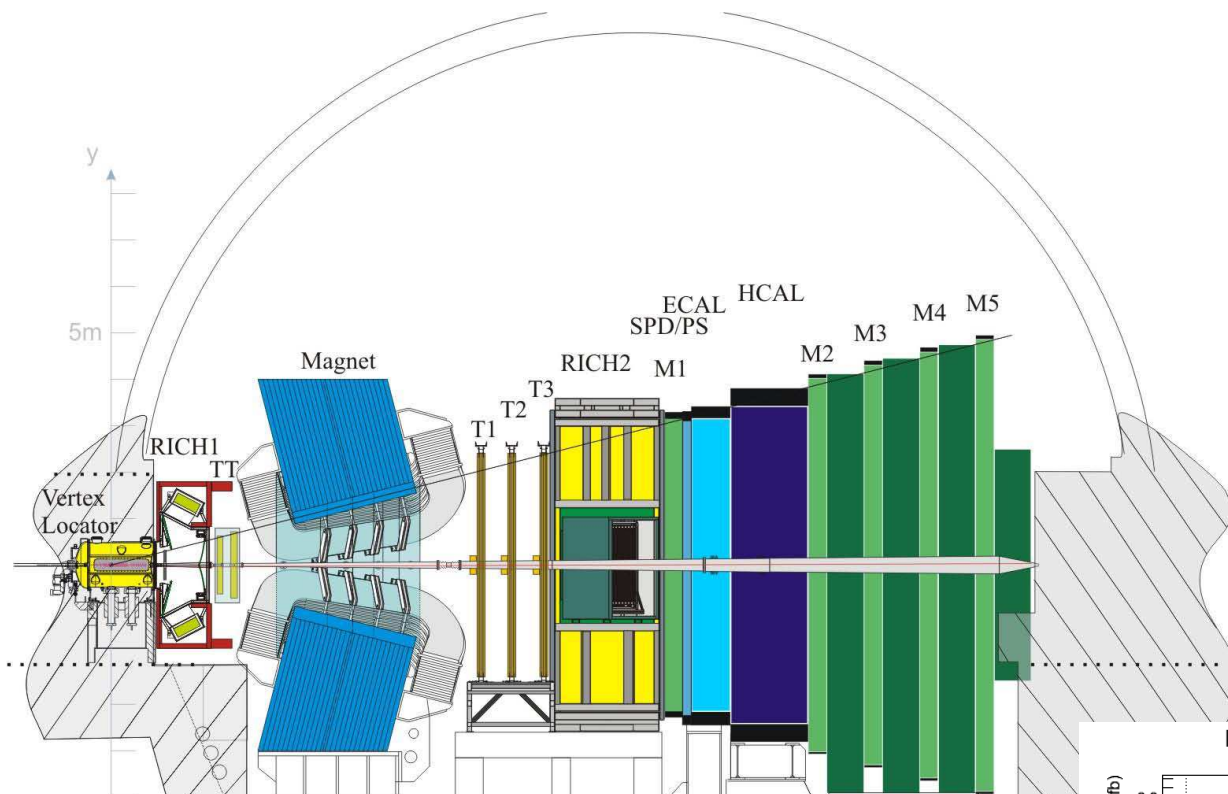 y
5m
Vertex
Locator
RICH1
TT
Magnet
T1
T2
T3
RICH2
M1
SPD/PS
ECAL
HCAL
M2
M3
M4
M5